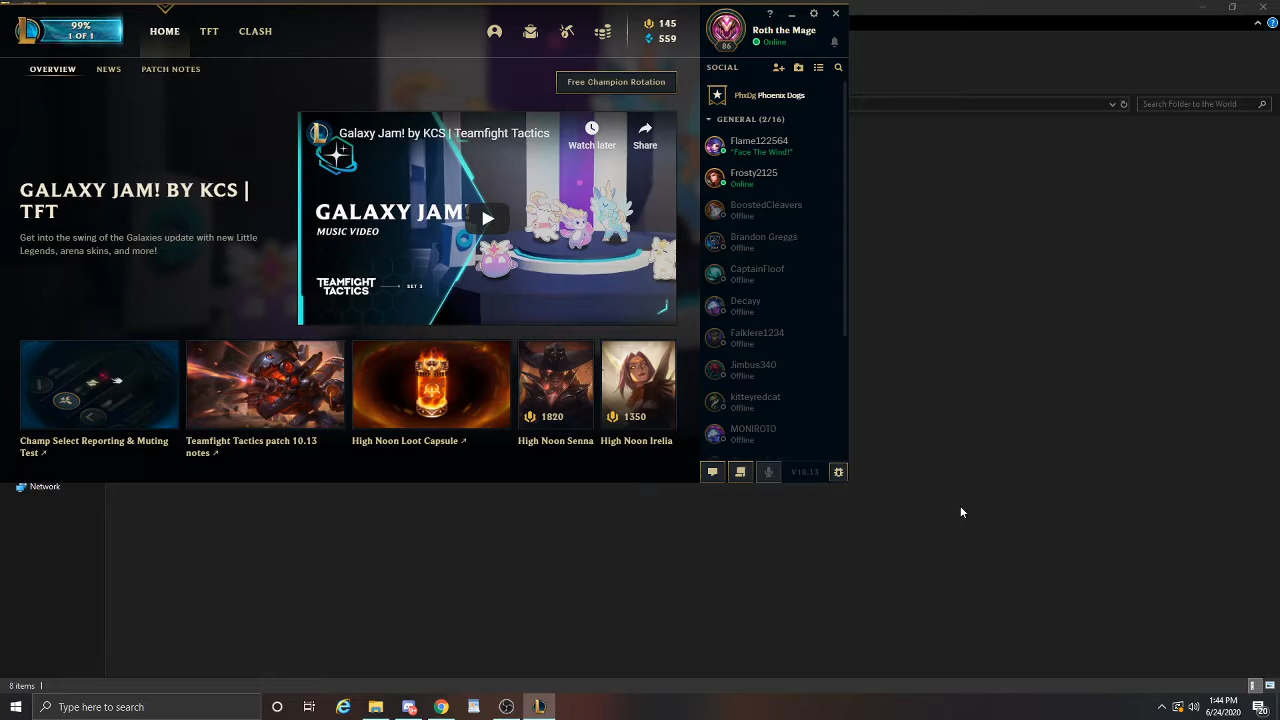 99%
1 OF 1
HOME
TFT
CLASH
145
559
86
Roth the Mage
Online
OVERVIEW
NEWS
PATCH NOTES
Free Champion Rotation
SOCIAL
PhxDg Phoenix Dogs
GENERAL (2/16)
Flame122564
"Face The Wind!"
Frosty2125
Online
BoostedCleavers
Offline
Brandon Greggs
Offline
CaptainFloof
Offline
Decayy
Offline
Falklere1234
Offline
Jimbus340
Offline
kitteyredcat
Offline
MONIROTO
Offline
V10.13
GALAXY JAM! BY KCS |
TFT
Get into the swing of the Galaxies update with new Little
Legends, arena skins, and more!
Galaxy Jam! by KCS | Teamfight Tactics
Watch later
Share
GALAXY JAM!
MUSIC VIDEO
TEAMFIGHT
TACTICS
SET 3
1820
1350
Champ Select Reporting & Muting
Test
Teamfight Tactics patch 10.13
notes
High Noon Loot Capsule
High Noon Senna
High Noon Irelia
Search Folder to the World
Network
8 items
Type here to search
1:44 PM
6/24/2020
20